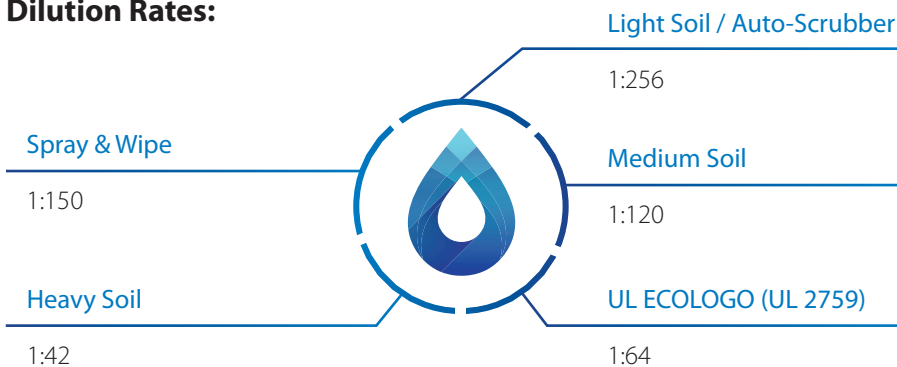 Dilution Rates:
Light Soil / Auto-Scrubber
1:256
Spray & Wipe
1:150
Medium Soil
1:120
Heavy Soil
1:42
UL ECOLOGO (UL 2759)
1:64